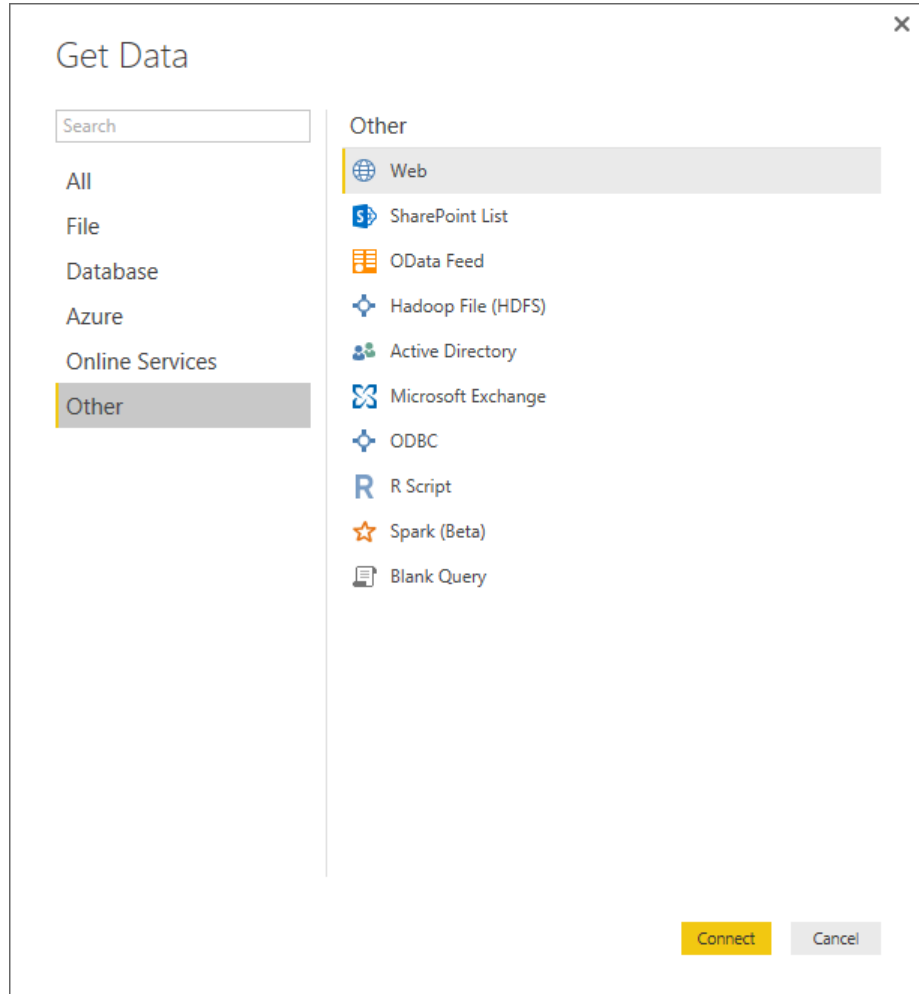 Get Data
Search
All
File
Database
Azure
Online Services
Other
Other
Web
SharePoint List
OData Feed
Hadoop File (HDFS)
Active Directory
Microsoft Exchange
ODBC
R Script
Spark (Beta)
Blank Query
Connect
Cancel